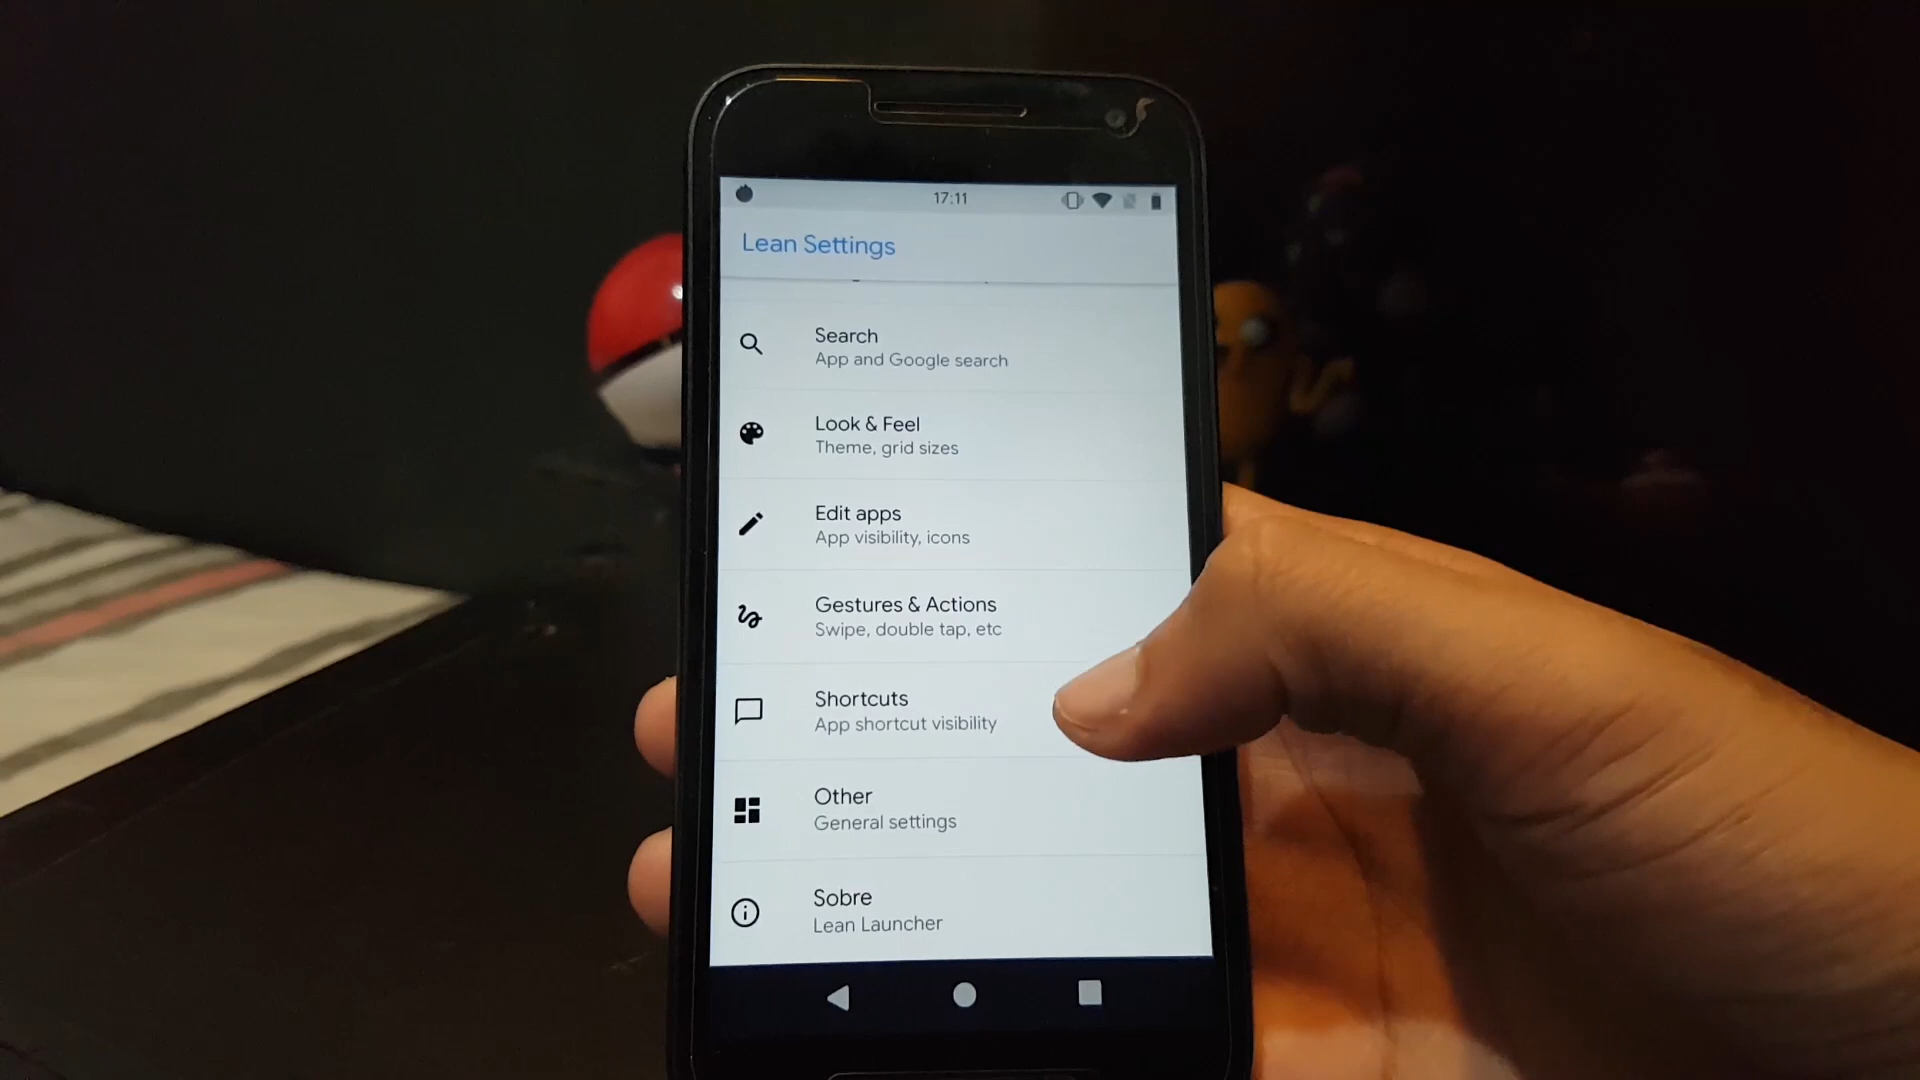 17:11
Lean Settings
Search
App and Google search
Look & Feel
Theme, grid sizes
Edit apps
App visibility, icons
Gestures & Actions
Swipe, double tap, etc
Shortcuts
App shortcut visibility
Other
General settings
Sobre
Lean Launcher